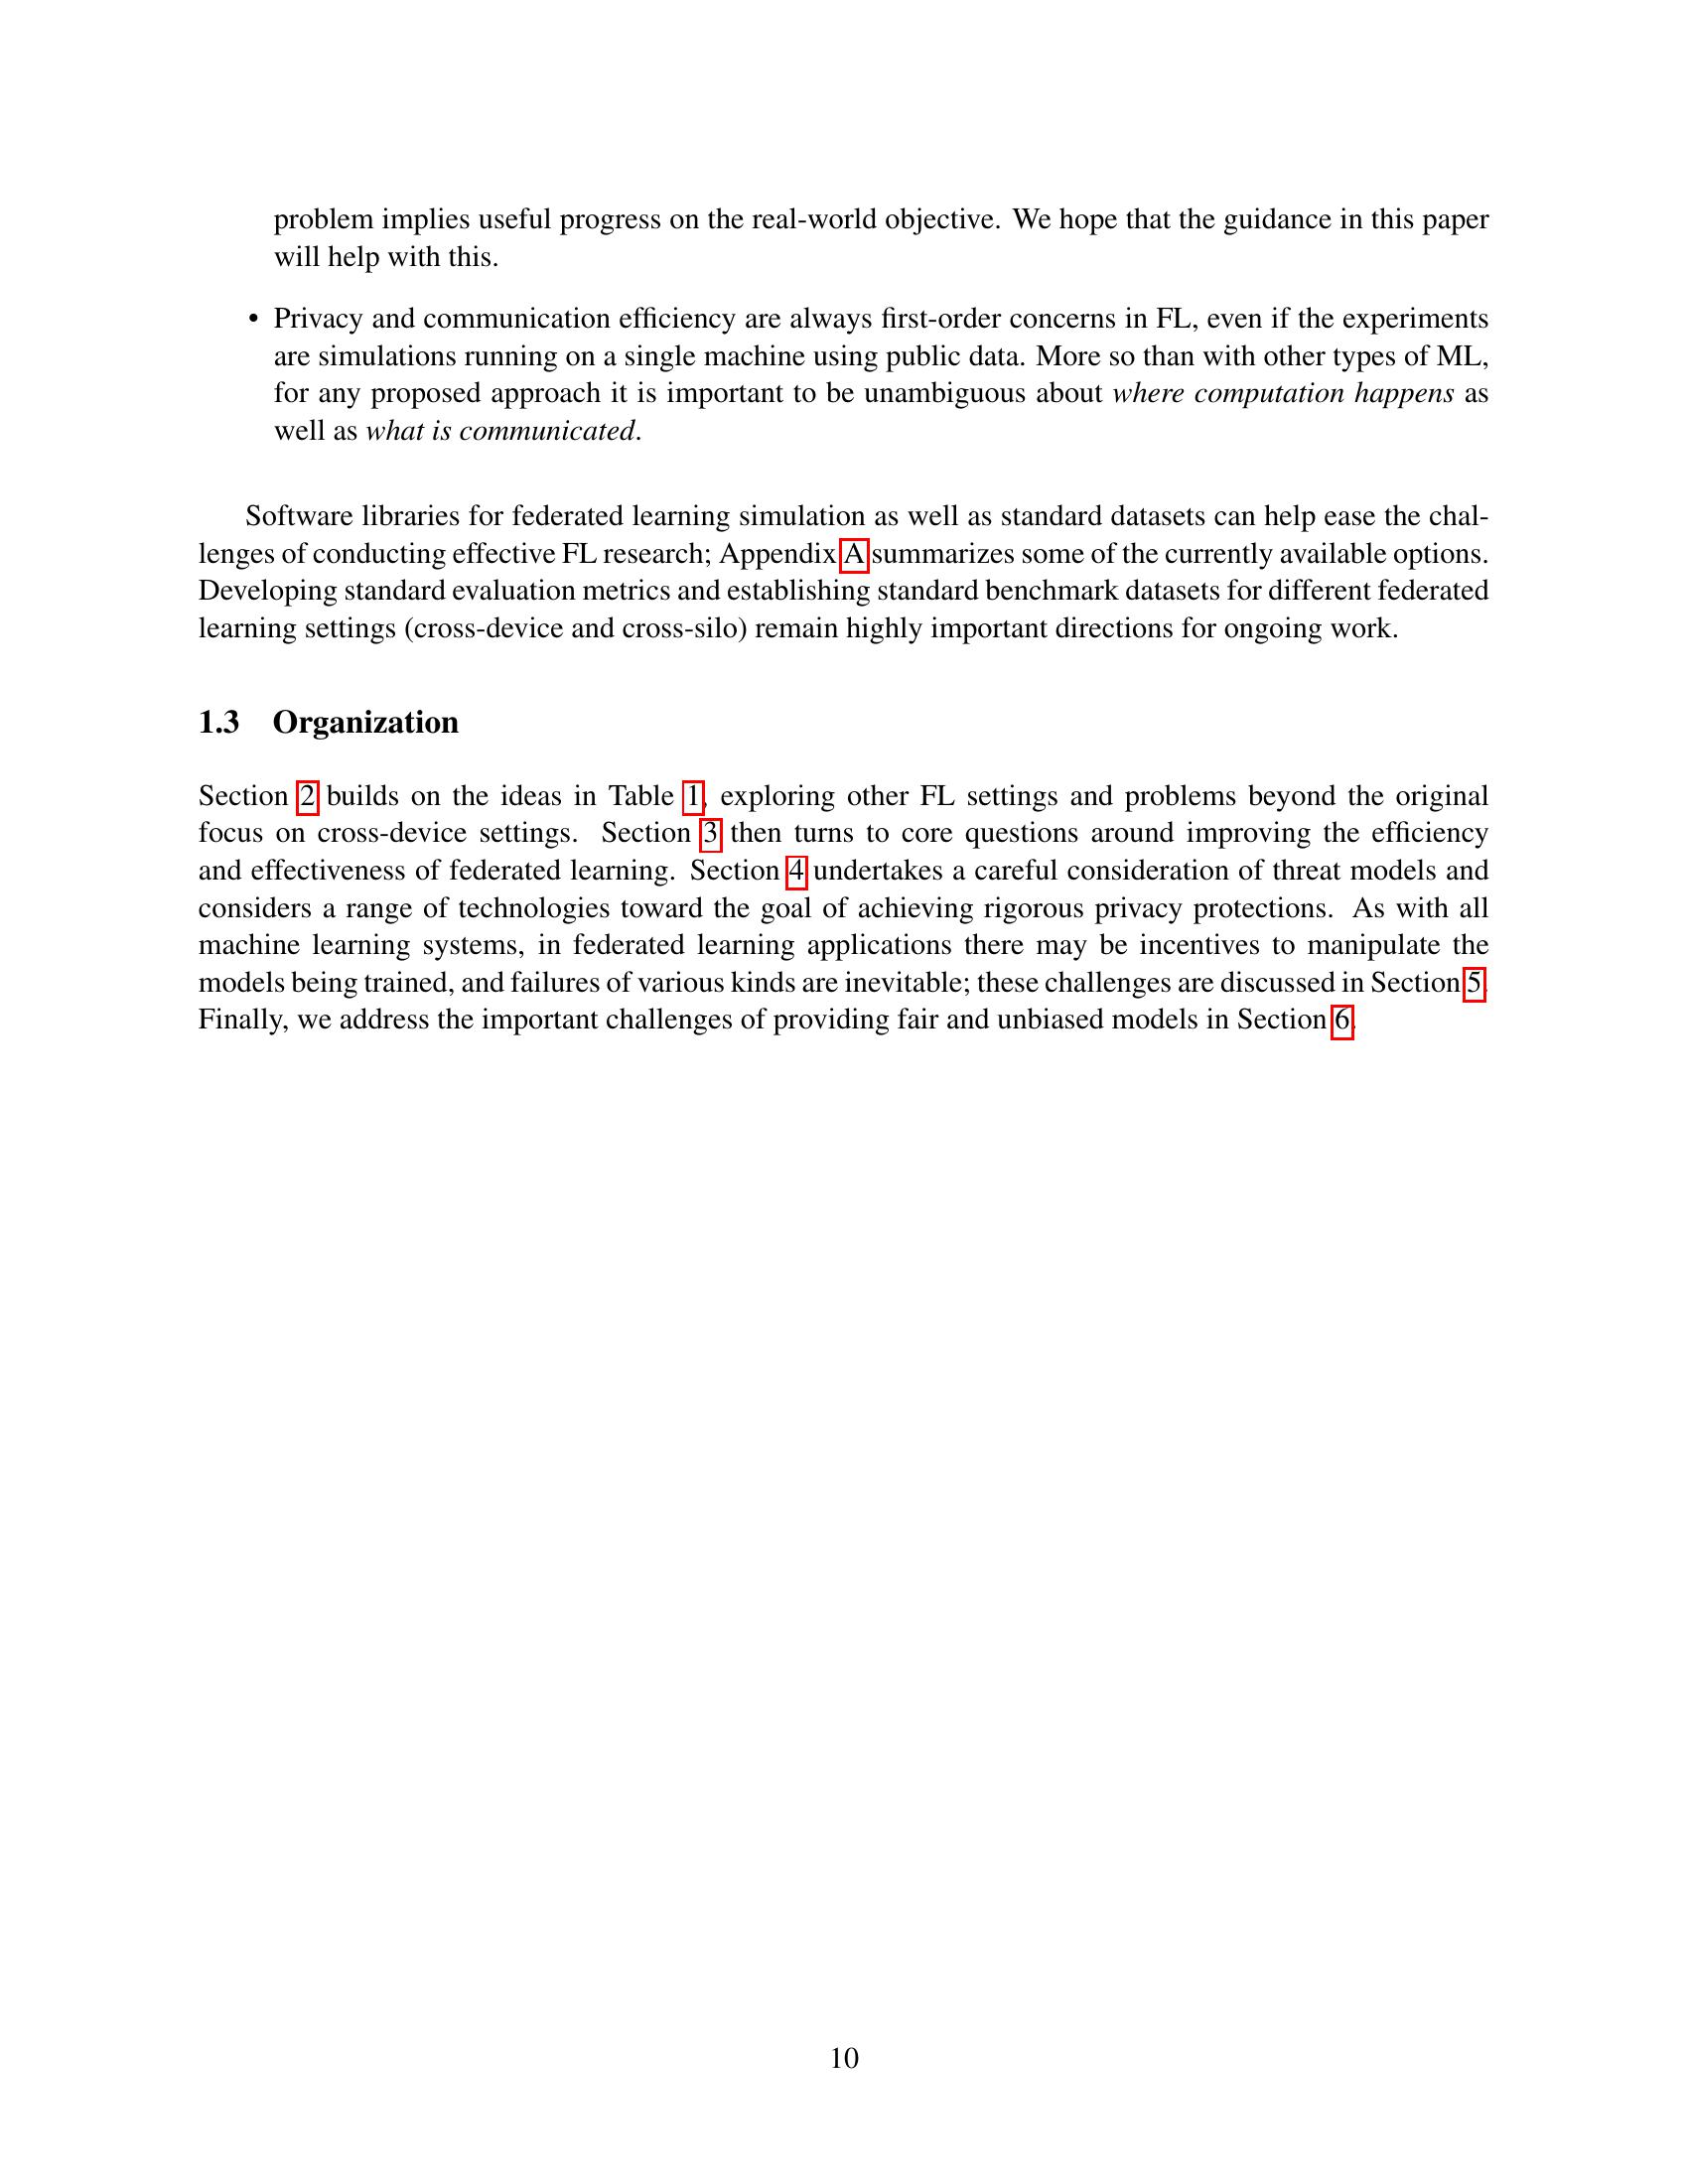 problem implies useful progress on the real-world objective. We hope that the guidance in this paper
will help with this.
• Privacy and communication efficiency are always first-order concerns in FL, even if the experiments
are simulations running on a single machine using public data. More so than with other types of ML,
for any proposed approach it is important to be unambiguous about where computation happens as
well as what is communicated.
Software libraries for federated learning simulation as well as standard datasets can help ease the chal-
lenges of conducting effective FL research; Appendix A summarizes some of the currently available options.
Developing standard evaluation metrics and establishing standard benchmark datasets for different federated
learning settings (cross-device and cross-silo) remain highly important directions for ongoing work.
1.3 Organization
Section 2 builds on the ideas in Table 1, exploring other FL settings and problems beyond the original
focus on cross-device settings. Section 3 then turns to core questions around improving the efficiency
and effectiveness of federated learning. Section 4 undertakes a careful consideration of threat models and
considers a range of technologies toward the goal of achieving rigorous privacy protections. As with all
machine learning systems, in federated learning applications there may be incentives to manipulate the
models being trained, and failures of various kinds are inevitable; these challenges are discussed in Section 5.
Finally, we address the important challenges of providing fair and unbiased models in Section 6.
10